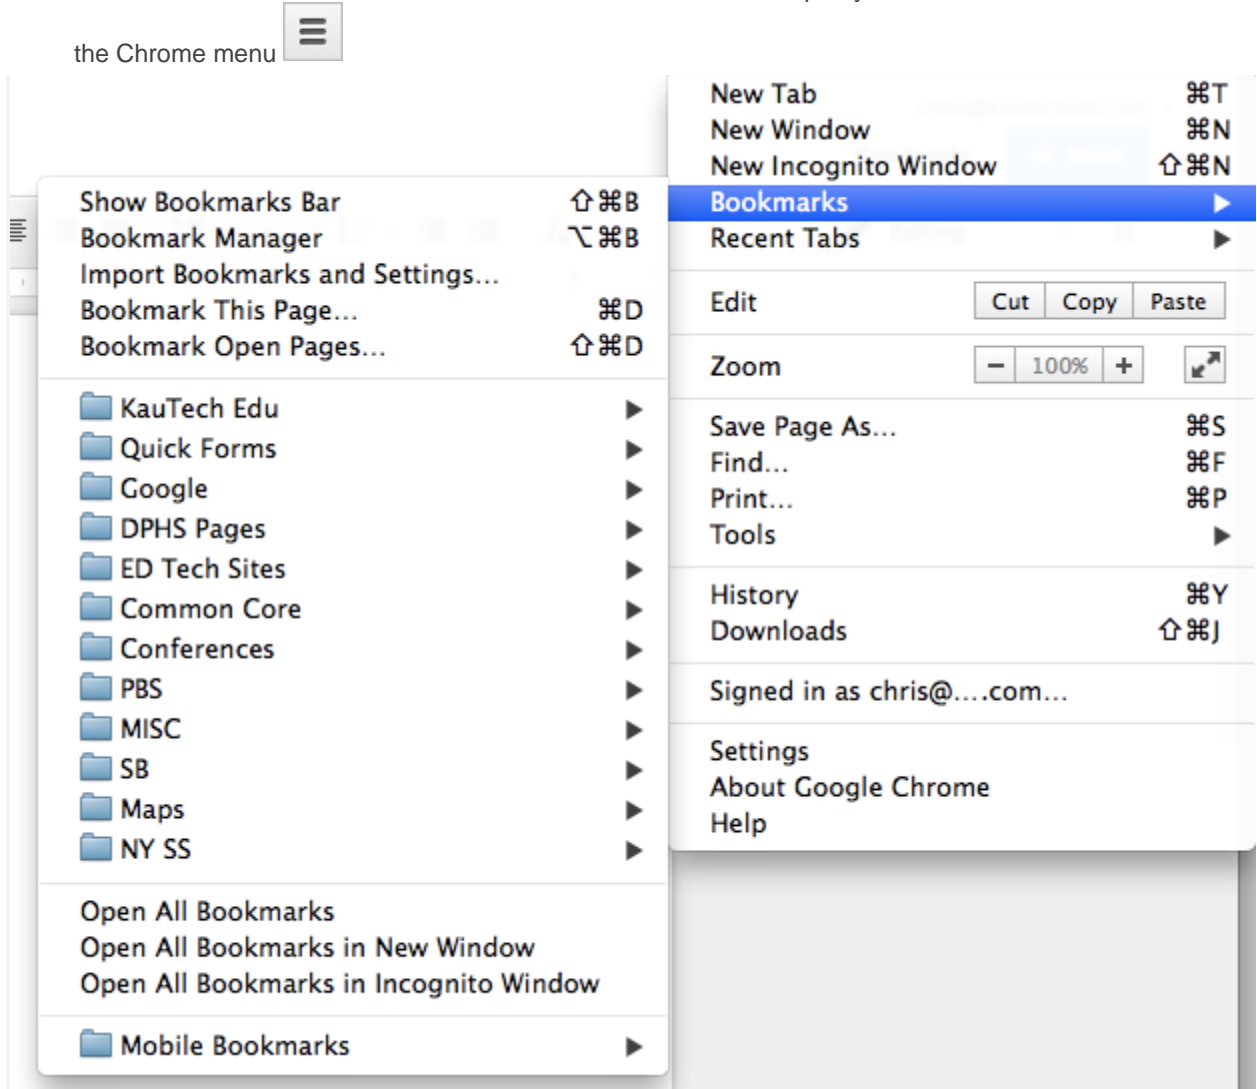 the Chrome menu
New Tab ⌘T
New Window ⌘N
New Incognito Window ⇧⌘N
Bookmarks
Recent Tabs
Edit Cut Copy Paste
Zoom − 100% +
Save Page As... ⌘S
Find... ⌘F
Print... ⌘P
Tools
History ⌘Y
Downloads ⇧⌘J
Signed in as chris@....com...
Settings
About Google Chrome
Help
Show Bookmarks Bar ⇧⌘B
Bookmark Manager ⌥⌘B
Import Bookmarks and Settings...
Bookmark This Page... ⌘D
Bookmark Open Pages... ⇧⌘D
KauTech Edu
Quick Forms
Google
DPHS Pages
ED Tech Sites
Common Core
Conferences
PBS
MISC
SB
Maps
NY SS
Open All Bookmarks
Open All Bookmarks in New Window
Open All Bookmarks in Incognito Window
Mobile Bookmarks